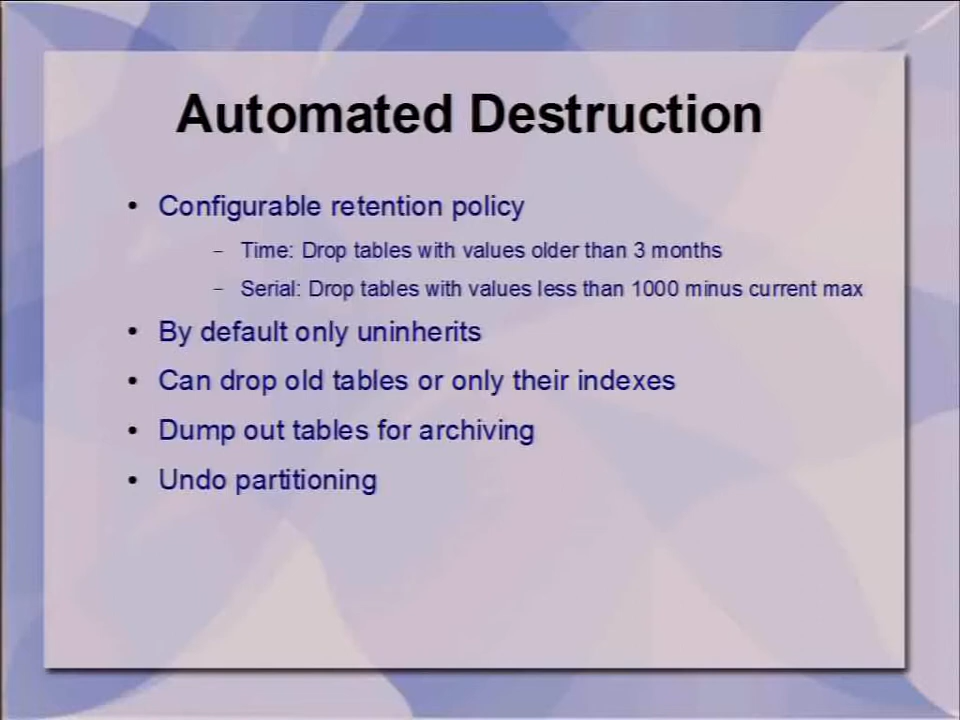 Automated Destruction
• Configurable retention policy
– Time: Drop tables with values older than 3 months
– Serial: Drop tables with values less than 1000 minus current max
• By default only uninherits
• Can drop old tables or only their indexes
• Dump out tables for archiving
• Undo partitioning